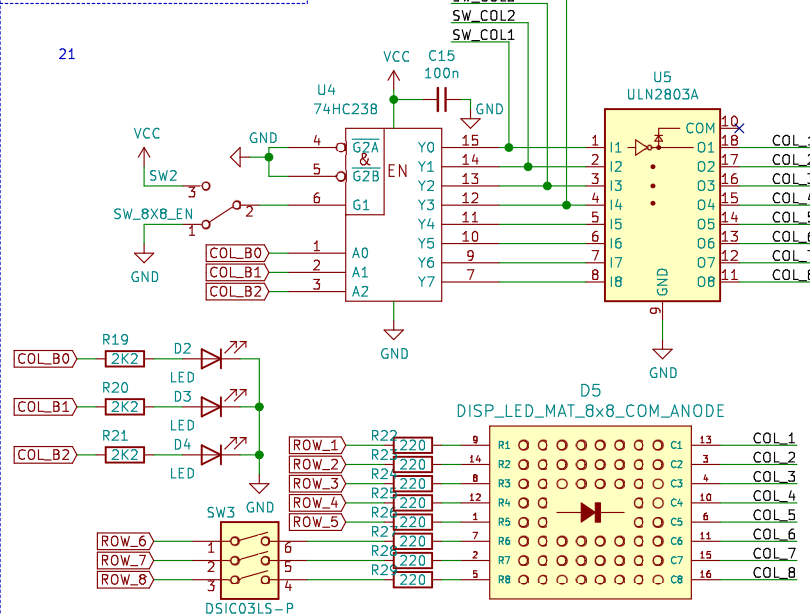 SW_COL2
SW_COL1
21
VCC
C15
100n
GND
U4
74HC238
U5
ULN2803A
VCC
GND
SW2
3
2
1
SW_8X8_EN
GND
4
5
6
G2A
&
G2B
G1
EN
COL_B0
COL_B1
COL_B2
1
2
3
A0
A1
A2
Y0
Y1
Y2
Y3
Y4
Y5
Y6
Y7
15
14
13
12
11
10
9
7
GND
1
2
3
4
5
6
7
8
I1
I2
I3
I4
I5
I6
I7
I8
COM
O1
O2
O3
O4
O5
O6
O7
O8
GND
10
18
17
16
15
14
13
12
11
9
GND
COL_B0
R19
2K2
D2
LED
COL_B1
R20
2K2
D3
LED
COL_B2
R21
2K2
D4
LED
GND
D5
DISP_LED_MAT_8x8_COM_ANODE
ROW_1 R22 220 9 R1 C1 13 COL_1
ROW_2 R23 220 14 R2 C2 3 COL_2
ROW_3 R24 220 8 R3 C3 4 COL_3
ROW_4 R25 220 12 R4 C4 10 COL_4
ROW_5 R26 220 1 R5 C5 6 COL_5
R27 220 7 R6 C6 11 COL_6
R28 220 2 R7 C7 15 COL_7
R29 220 5 R8 C8 16 COL_8
SW3
ROW_6 1 6
ROW_7 2 5
ROW_8 3 4
DSIC03LS-P